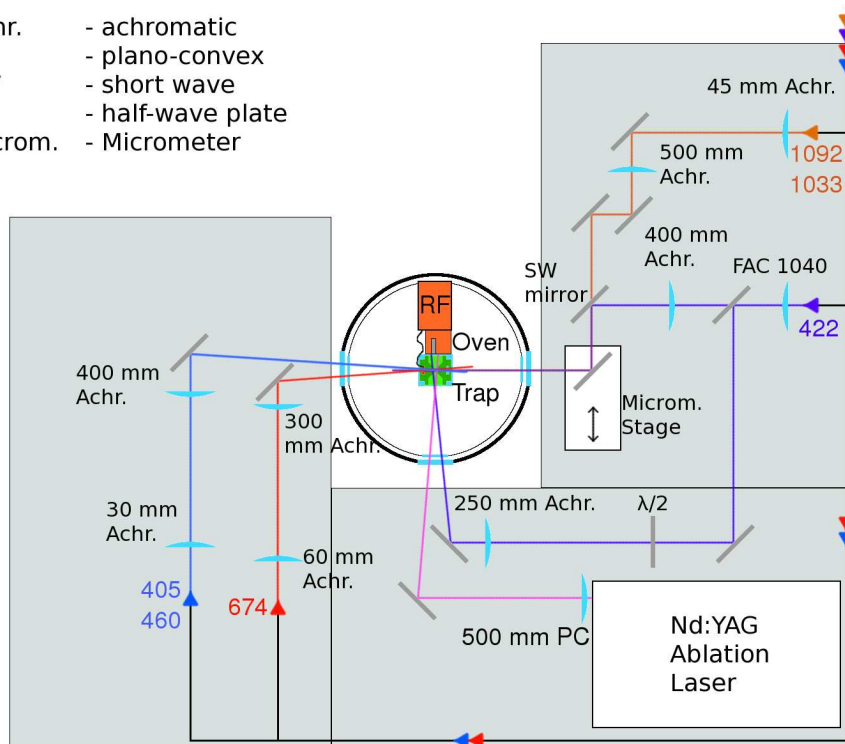 hr. - achromatic
- plano-convex
- short wave
- half-wave plate
crom. - Micrometer
45 mm Achr.
1092
1033
500 mm
Achr.
400 mm
Achr.
FAC 1040
422
SW
mirror
RF
Oven
Trap
Microm.
Stage
400 mm
Achr.
300
mm Achr.
30 mm
Achr.
60 mm
Achr.
405
460
674
250 mm Achr.
λ/2
500 mm PC
Nd:YAG
Ablation
Laser